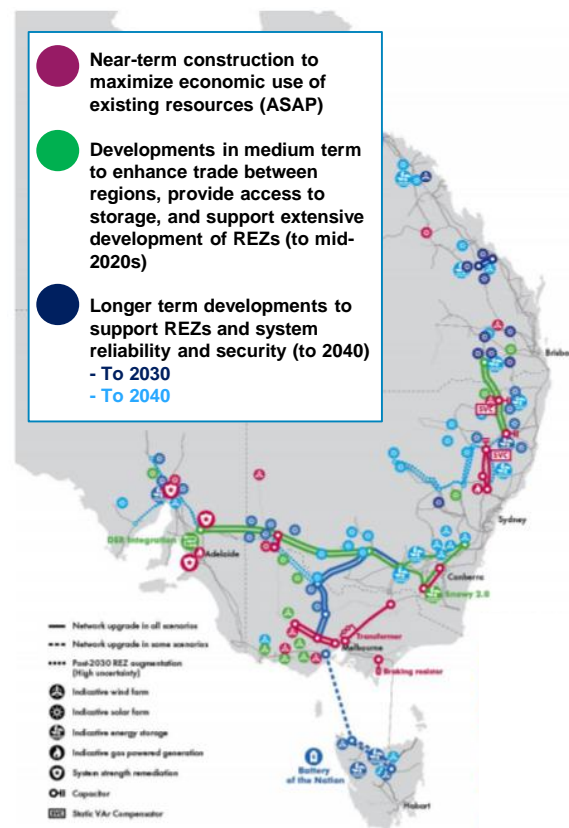 Near-term construction to
maximize economic use of
existing resources (ASAP)
Developments in medium term
to enhance trade between
regions, provide access to
storage, and support extensive
development of REZs (to mid-
2020s)
Longer term developments to
support REZs and system
reliability and security (to 2040)
- To 2030
- To 2040
Brisba
SVC
SVC
Sydney
DER Integration
Adelaide
Canberra
Snowy 2.0
Transformer
Melbourne
Braking resistor
Network upgrade in all scenarios
Network upgrade in some scenarios
Post-2030 REZ augmentation
(High uncertainty)
Indicative wind farm
Indicative solar farm
Indicative energy storage
Indicative gas powered generation
System strength remediation
Capacitor
SVC Static VAr Compensator
Battery
of the Nation
Hobart